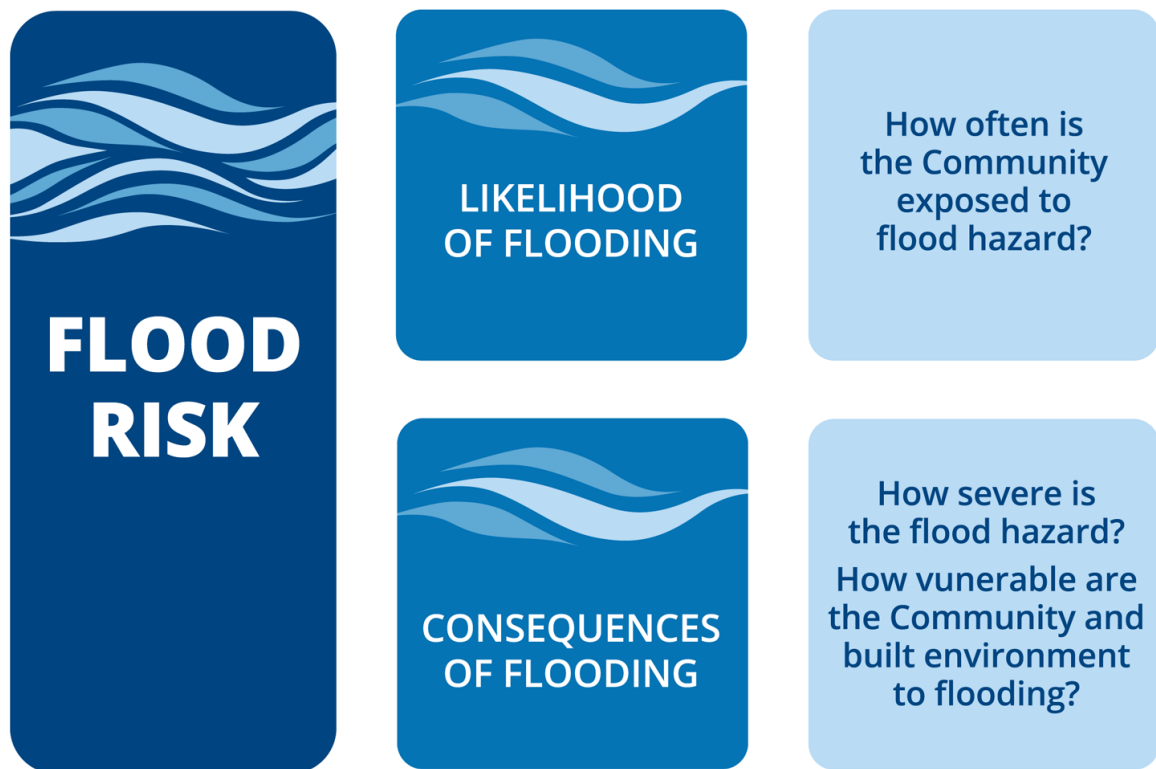 FLOOD
RISK
LIKELIHOOD
OF FLOODING
How often is
the Community
exposed to
flood hazard?
CONSEQUENCES
OF FLOODING
How severe is
the flood hazard?
How vunerable are
the Community and
built environment
to flooding?